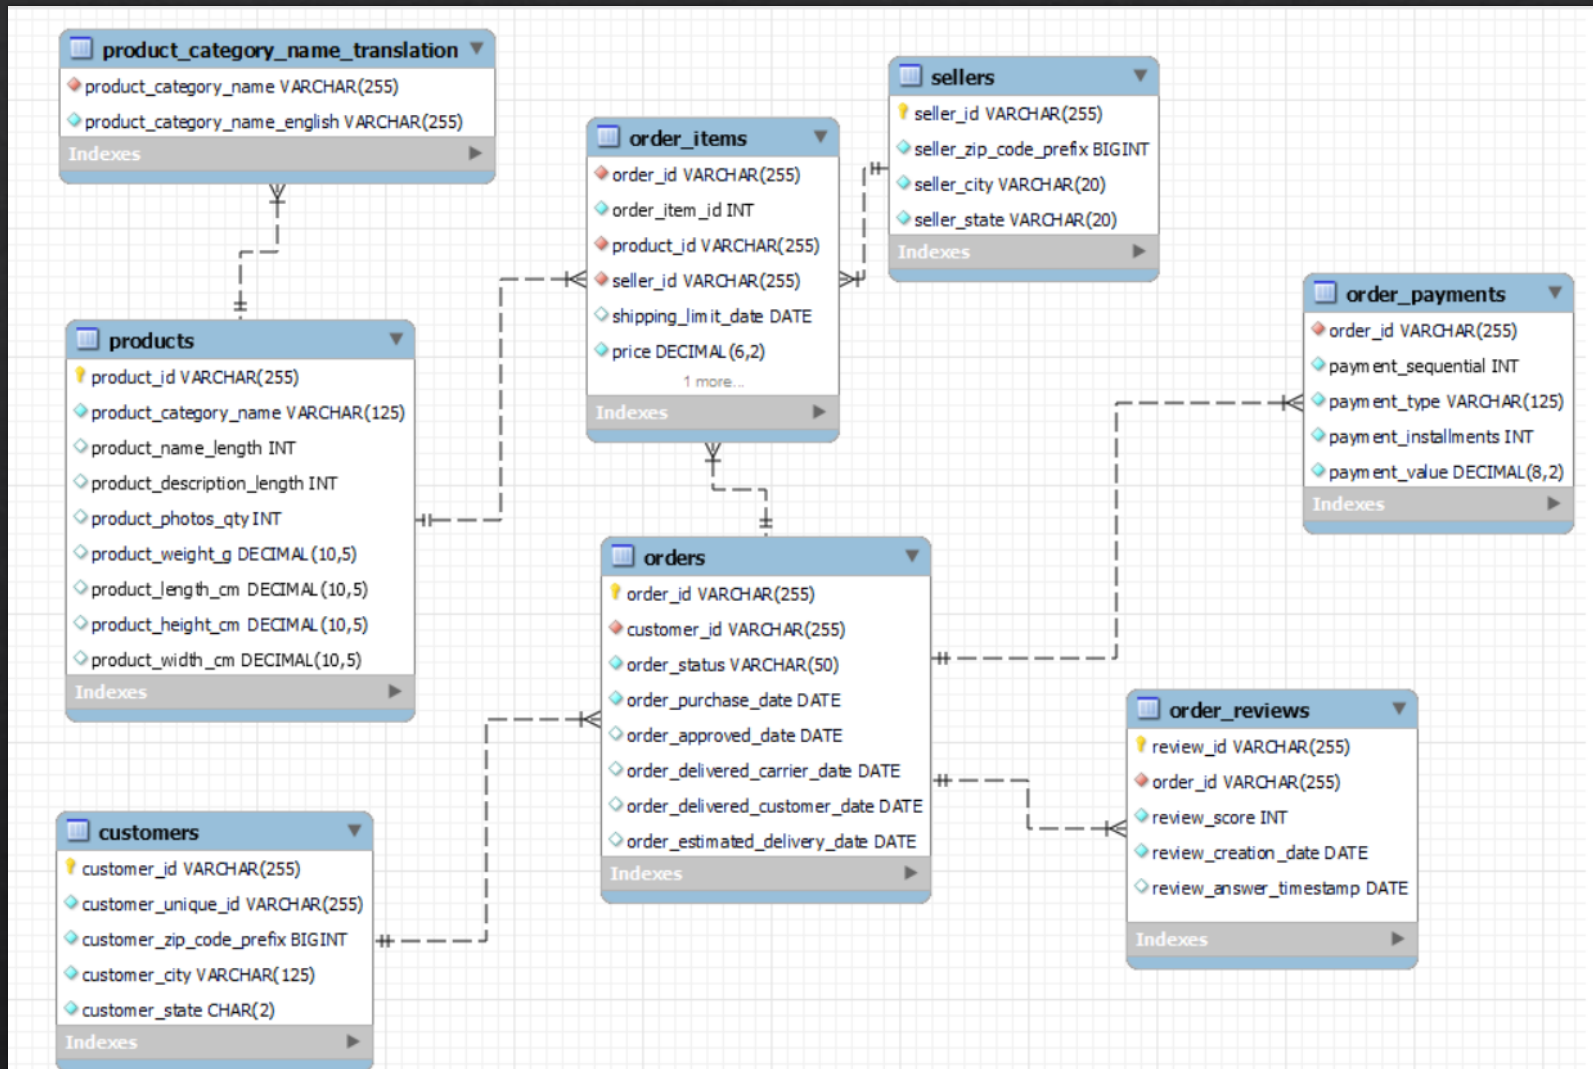 product_category_name_translation
product_category_name VARCHAR(255)
product_category_name_english VARCHAR(255)
Indexes
sellers
seller_id VARCHAR(255)
seller_zip_code_prefix BIGINT
seller_city VARCHAR(20)
seller_state VARCHAR(20)
Indexes
order_items
order_id VARCHAR(255)
order_item_id INT
product_id VARCHAR(255)
seller_id VARCHAR(255)
shipping_limit_date DATE
price DECIMAL(6,2)
1 more...
Indexes
order_payments
order_id VARCHAR(255)
payment_sequential INT
payment_type VARCHAR(125)
payment_installments INT
payment_value DECIMAL(8,2)
Indexes
products
product_id VARCHAR(255)
product_category_name VARCHAR(125)
product_name_length INT
product_description_length INT
product_photos_qty INT
product_weight_g DECIMAL(10,5)
product_length_cm DECIMAL(10,5)
product_height_cm DECIMAL(10,5)
product_width_cm DECIMAL(10,5)
Indexes
orders
order_id VARCHAR(255)
customer_id VARCHAR(255)
order_status VARCHAR(50)
order_purchase_date DATE
order_approved_date DATE
order_delivered_carrier_date DATE
order_delivered_customer_date DATE
order_estimated_delivery_date DATE
Indexes
order_reviews
review_id VARCHAR(255)
order_id VARCHAR(255)
review_score INT
review_creation_date DATE
review_answer_timestamp DATE
Indexes
customers
customer_id VARCHAR(255)
customer_unique_id VARCHAR(255)
customer_zip_code_prefix BIGINT
customer_city VARCHAR(125)
customer_state CHAR(2)
Indexes